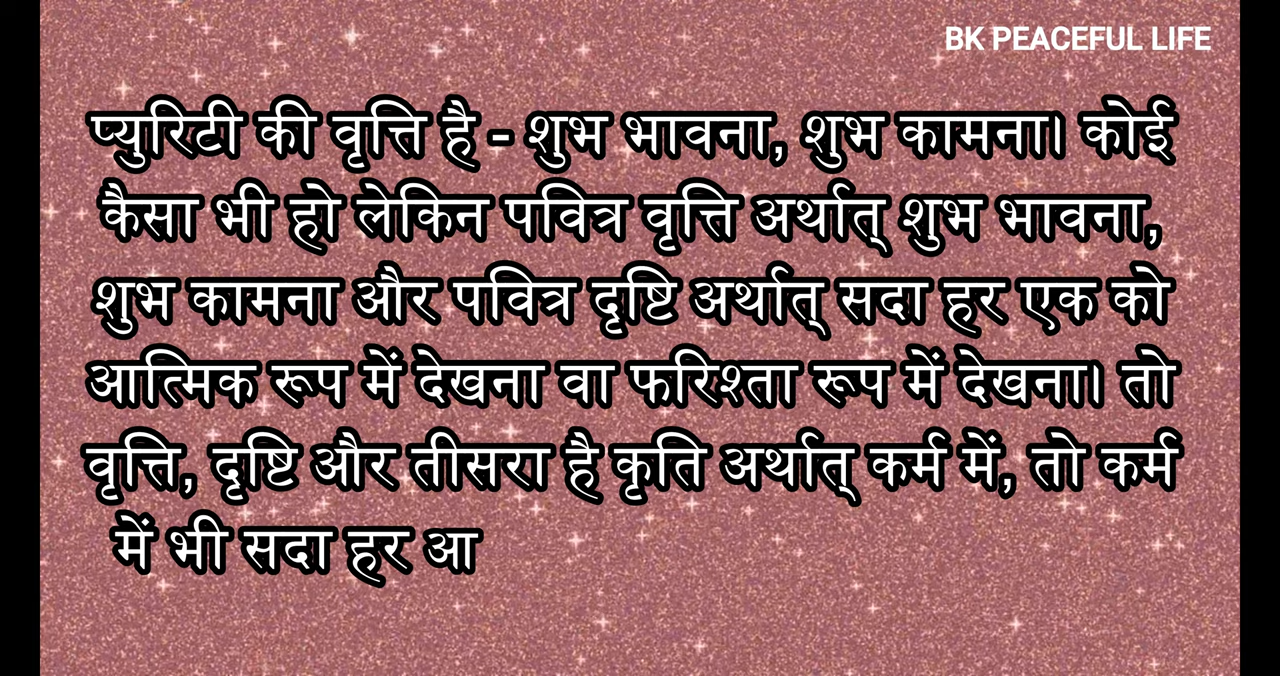 BK PEACEFUL LIFE
प्युरिटी की वृत्ति है - शुभ भावना, शुभ कामना। कोई
कैसा भी हो लेकिन पवित्र वृत्ति अर्थात् शुभ भावना,
शुभ कामना और पवित्र दृष्टि अर्थात् सदा हर एक को
आत्मिक रूप में देखना वा फरिश्ता रूप में देखना। तो
वृत्ति, दृष्टि और तीसरा है कृति अर्थात् कर्म में, तो कर्म
में भी सदा हर आ